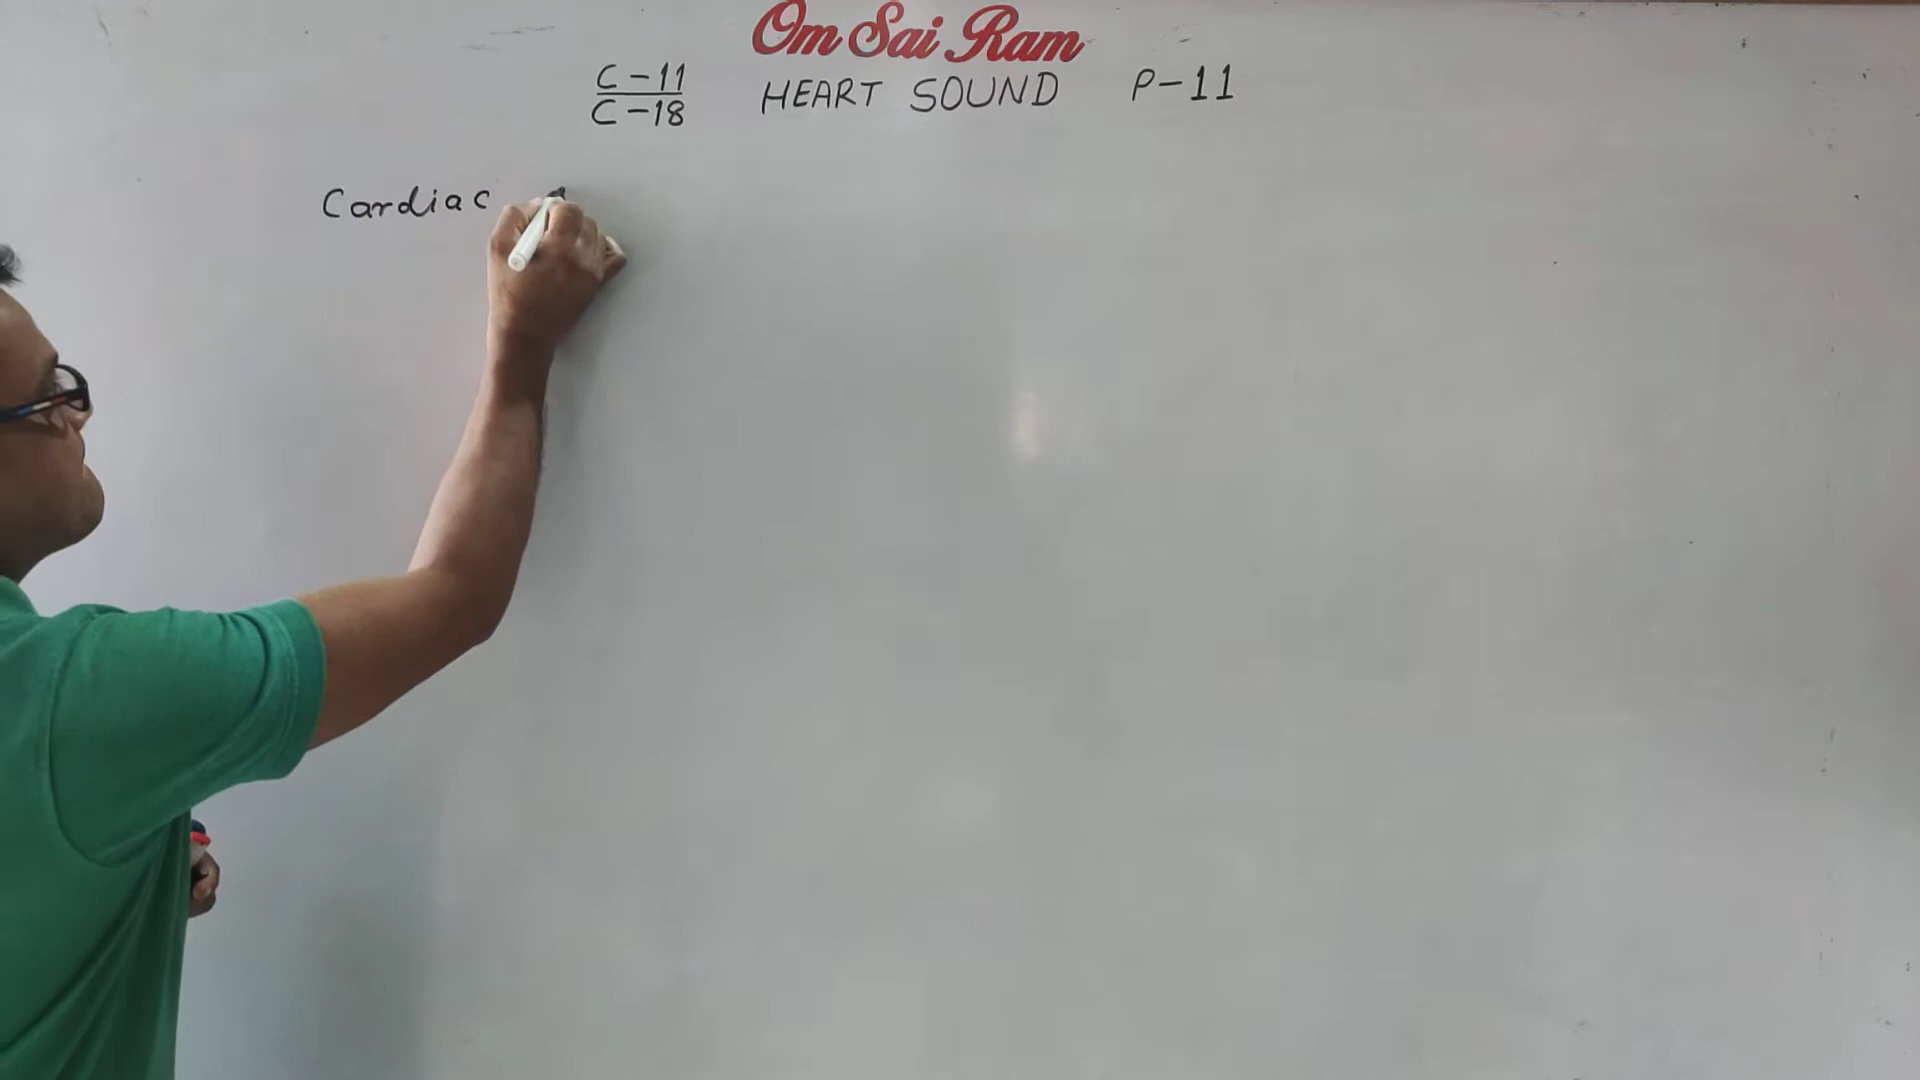 Om Sai Ram
C-11
C-18
HEART SOUND P-11
Cardiac